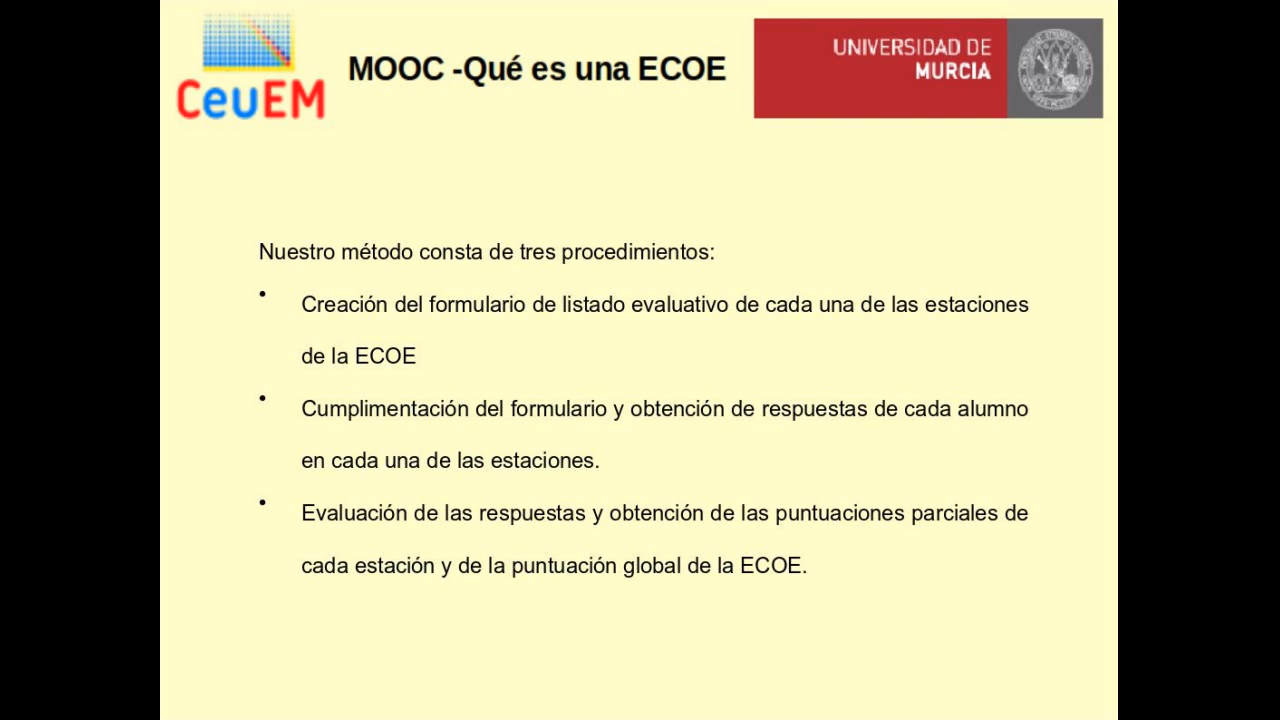 CeuEM
MOOC -Qué es una ECOE
UNIVERSIDAD DE
MURCIA
Nuestro método consta de tres procedimientos:
• Creación del formulario de listado evaluativo de cada una de las estaciones
de la ECOE
• Cumplimentación del formulario y obtención de respuestas de cada alumno
en cada una de las estaciones.
• Evaluación de las respuestas y obtención de las puntuaciones parciales de
cada estación y de la puntuación global de la ECOE.